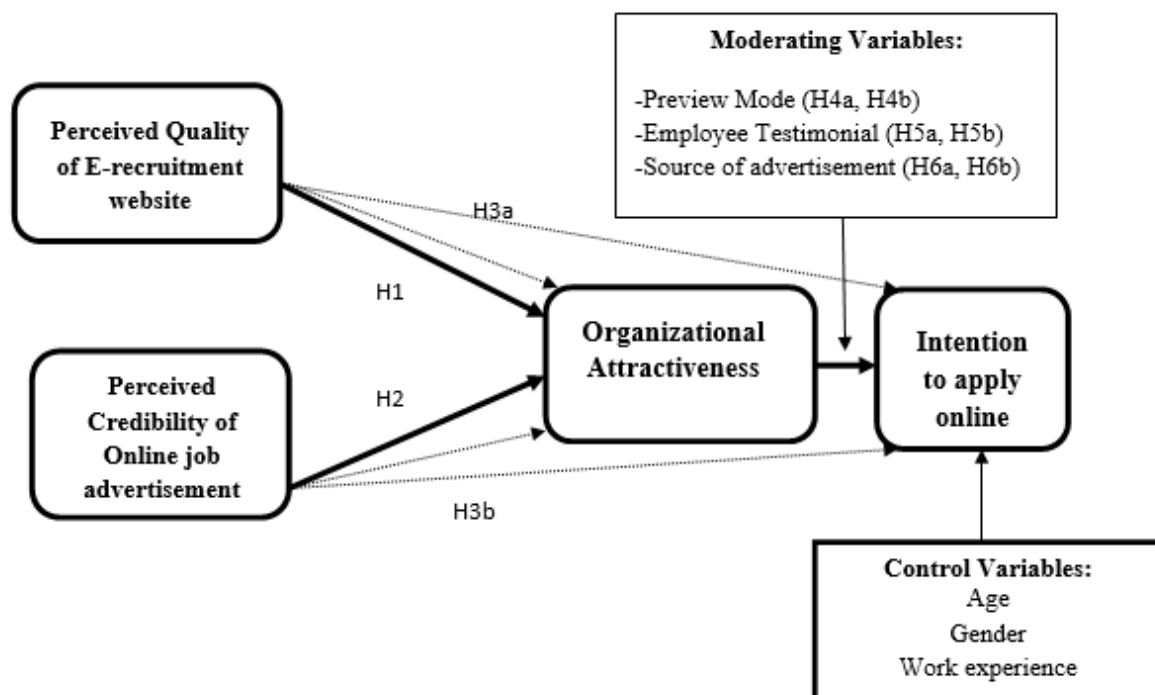 Moderating Variables:
-Preview Mode (H4a, H4b)
-Employee Testimonial (H5a, H5b)
-Source of advertisement (H6a, H6b)
Perceived Quality
of E-recruitment
website
H3a
H1
Organizational
Attractiveness
Intention
to apply
online
Perceived
Credibility of
Online job
advertisement
H2
H3b
Control Variables:
Age
Gender
Work experience